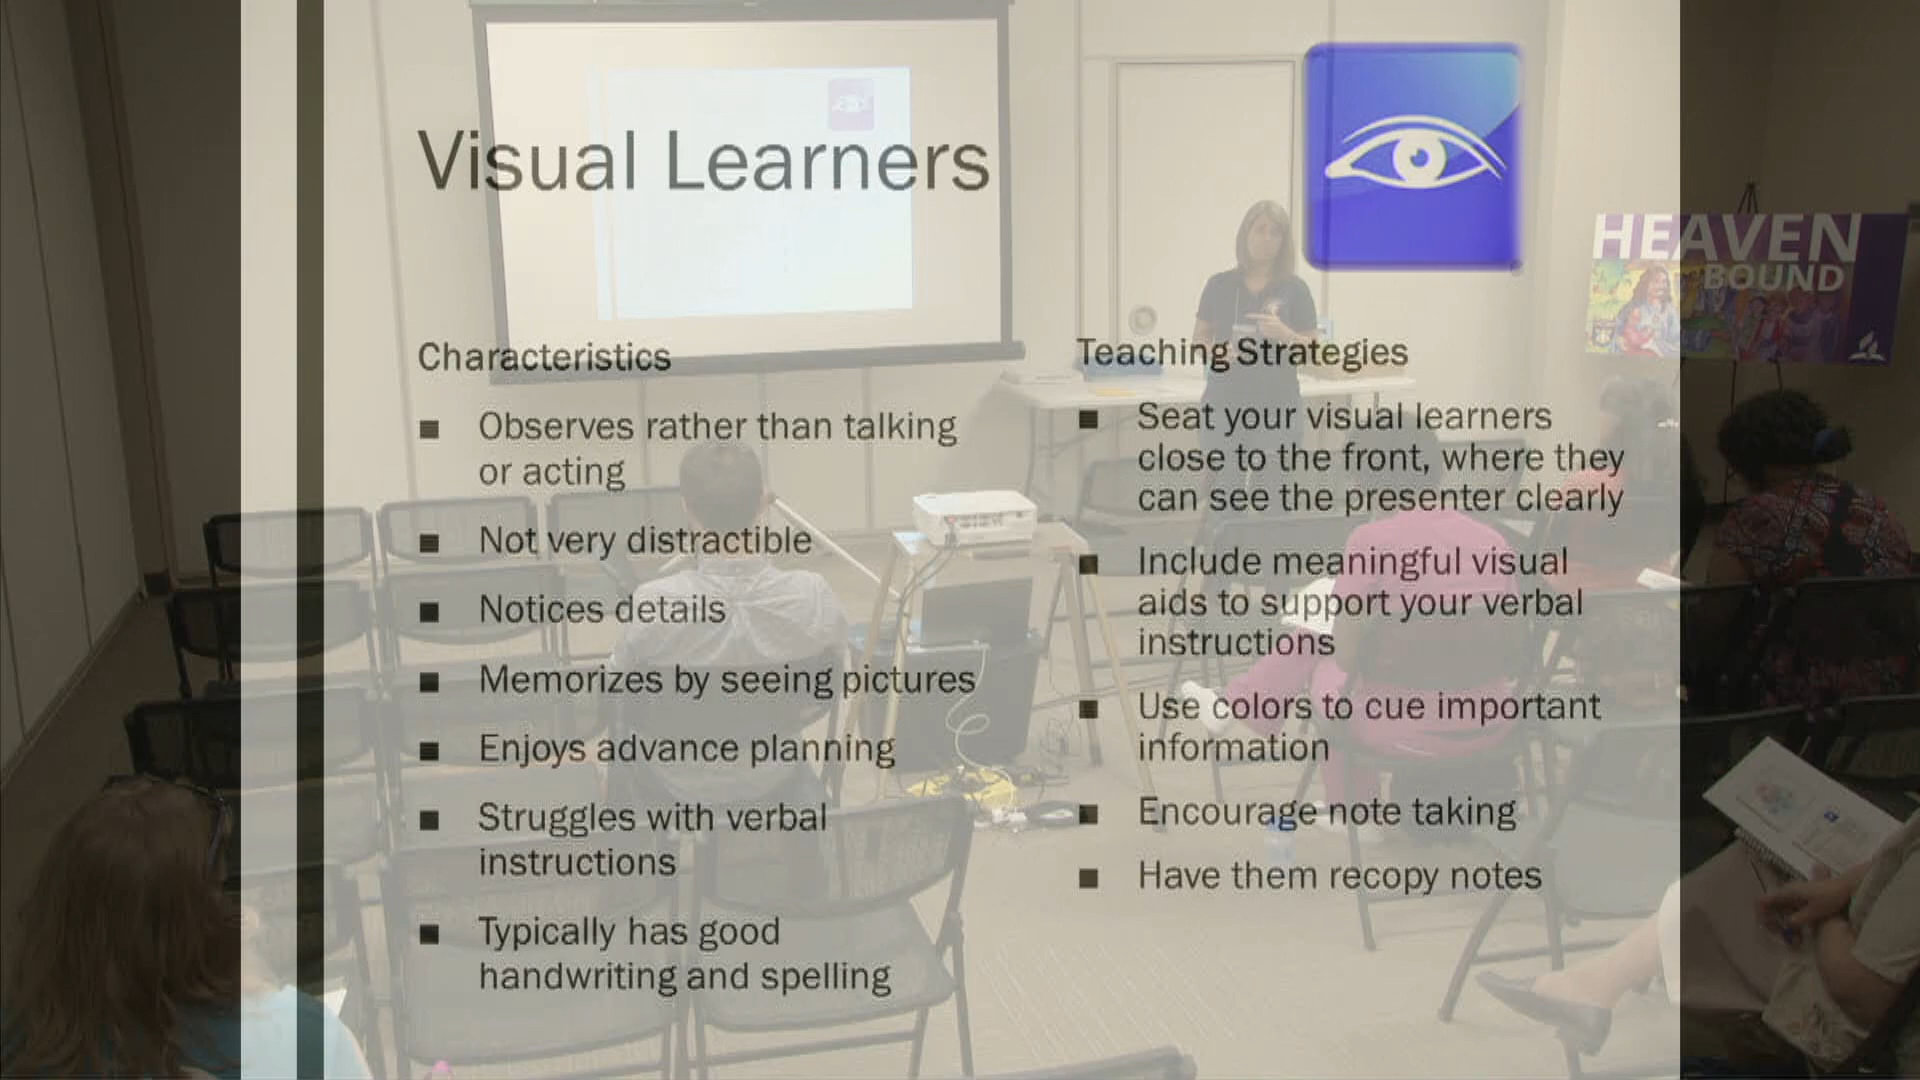 Visual Learners
HEAVEN
BOUND
Characteristics
■ Observes rather than talking
or acting
■ Not very distractible
■ Notices details
■ Memorizes by seeing pictures
■ Enjoys advance planning
■ Struggles with verbal
instructions
■ Typically has good
handwriting and spelling
Teaching Strategies
■ Seat your visual learners
close to the front, where they
can see the presenter clearly
■ Include meaningful visual
aids to support your verbal
instructions
■ Use colors to cue important
information
■ Encourage note taking
■ Have them recopy notes